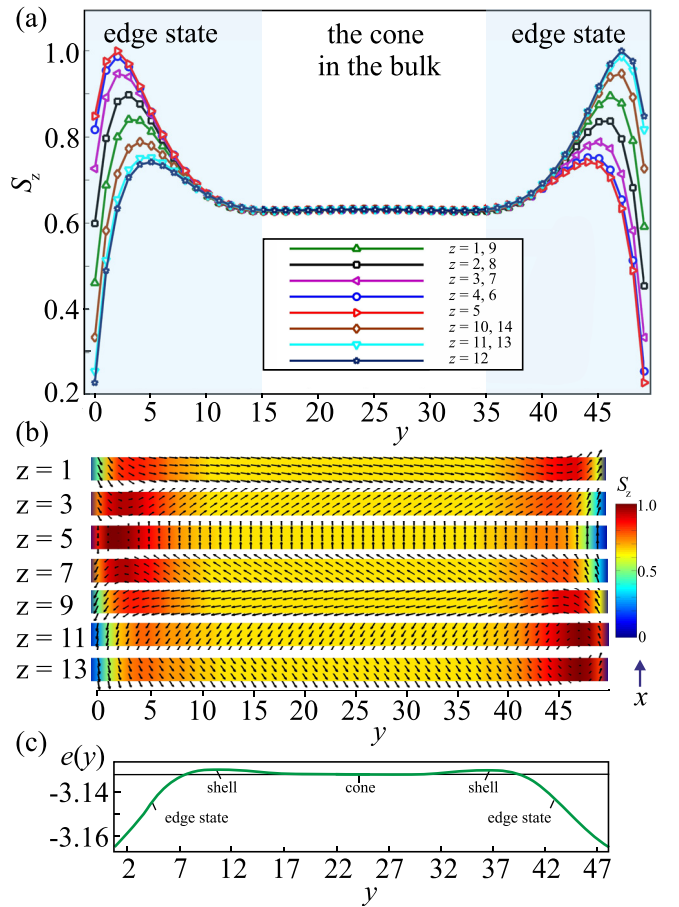 (a)
edge state
the cone
in the bulk
edge state
1.0
0.8
0.6
0.4
0.2
Sz
z = 1, 9
z = 2, 8
z = 3, 7
z = 4, 6
z = 5
z = 10, 14
z = 11, 13
z = 12
0 5 10 15 20 25 30 35 40 45
y
(b)
z = 1
z = 3
z = 5
z = 7
z = 9
z = 11
z = 13
Sz
1.0
0.5
0
x
0 5 10 15 20 25 30 35 40 45
y
(c)
e(y)
-3.14
-3.16
shell
cone
shell
edge state
edge state
2 7 12 17 22 27 32 37 42 47
y